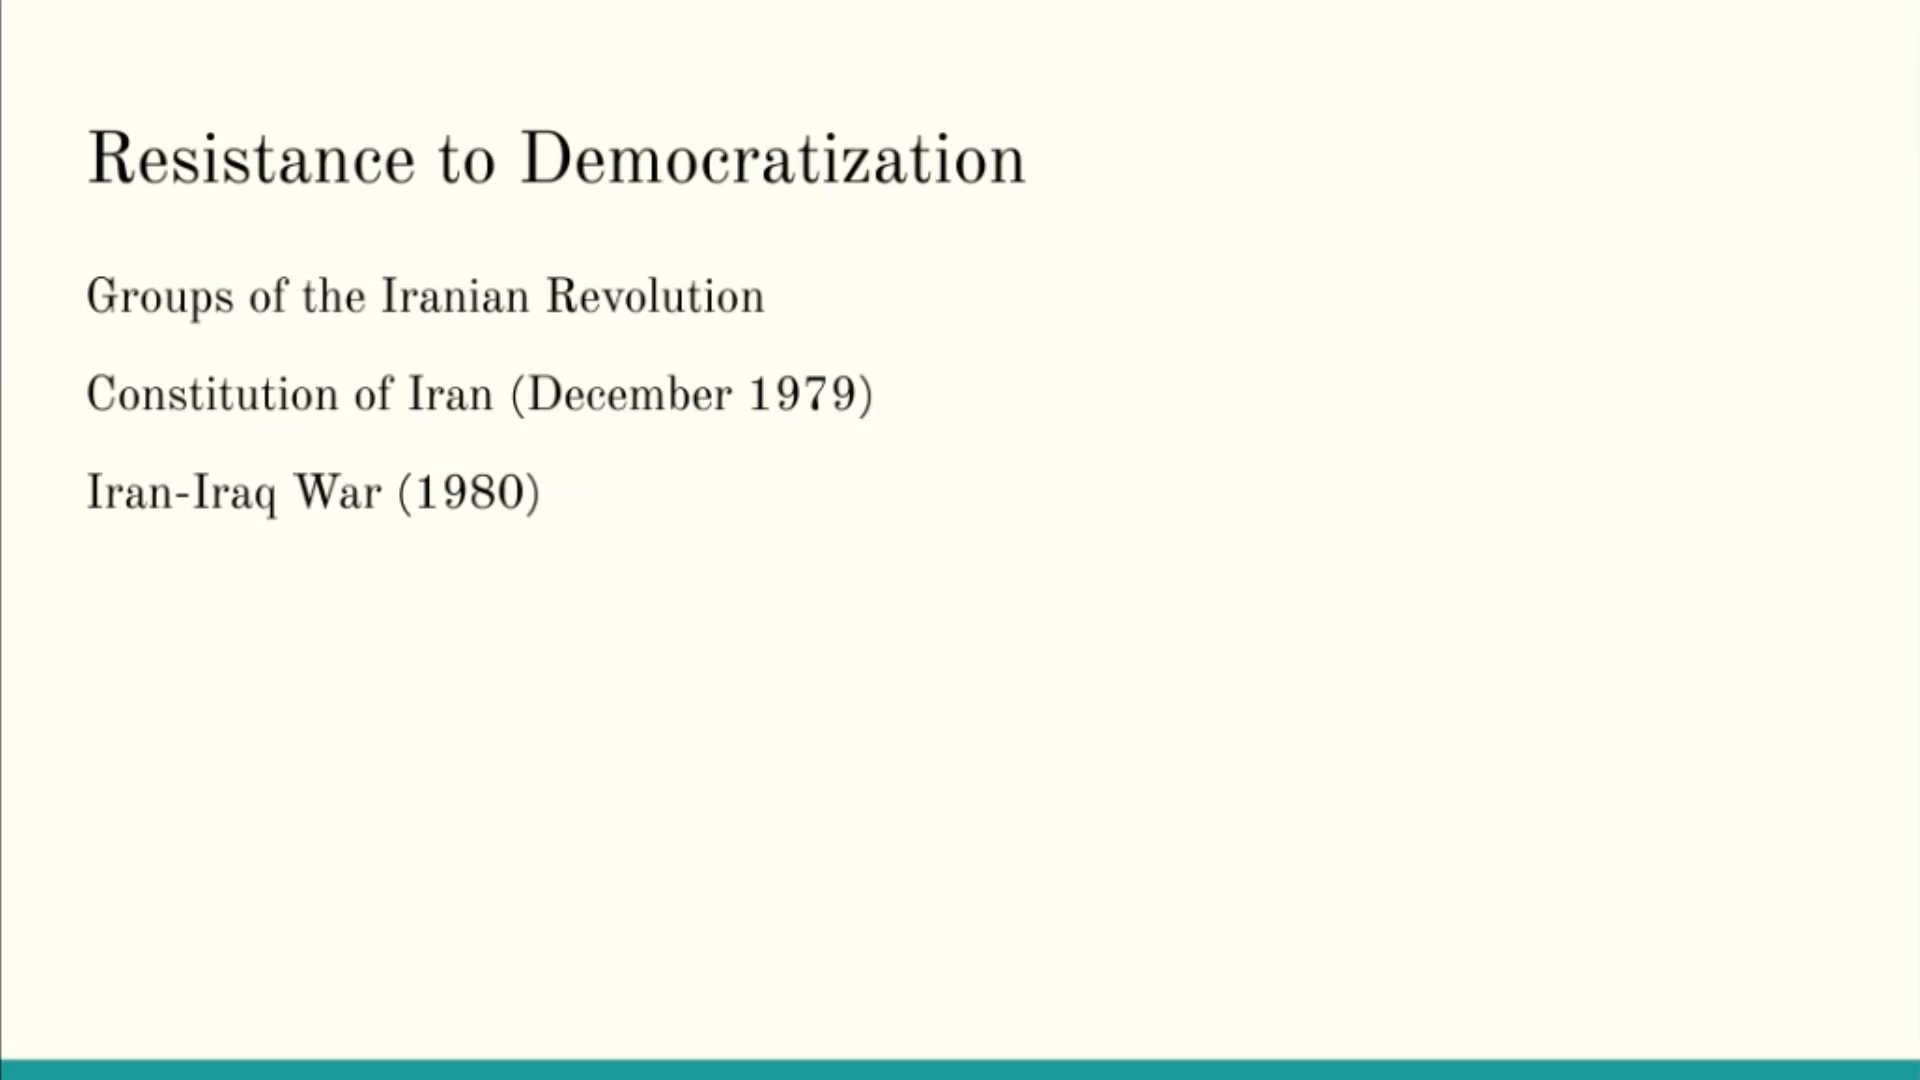 Resistance to Democratization
Groups of the Iranian Revolution
Constitution of Iran (December 1979)
Iran-Iraq War (1980)